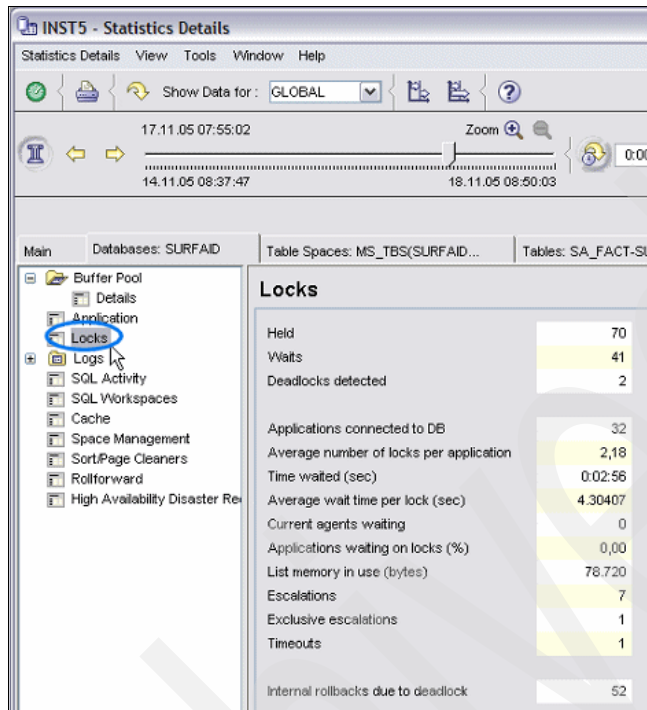 INST5 - Statistics Details
Statistics Details View Tools Window Help
Show Data for : GLOBAL
17.11.05 07:55:02 Zoom
0:00
14.11.05 08:37:47 18.11.05 08:50:03
Main Databases: SURFAID Table Spaces: MS_TBS(SURFAID... Tables: SA_FACT-SU
Buffer Pool
Details
Application
Locks
Logs
SQL Activity
SQL Workspaces
Cache
Space Management
Sort/Page Cleaners
Rollforward
High Availability Disaster Re
Locks
Held 70
Waits 41
Deadlocks detected 2
Applications connected to DB 32
Average number of locks per application 2,18
Time waited (sec) 0:02:56
Average wait time per lock (sec) 4.30407
Current agents waiting 0
Applications waiting on locks (%) 0,00
List memory in use (bytes) 78.720
Escalations 7
Exclusive escalations 1
Timeouts 1
Internal rollbacks due to deadlock 52